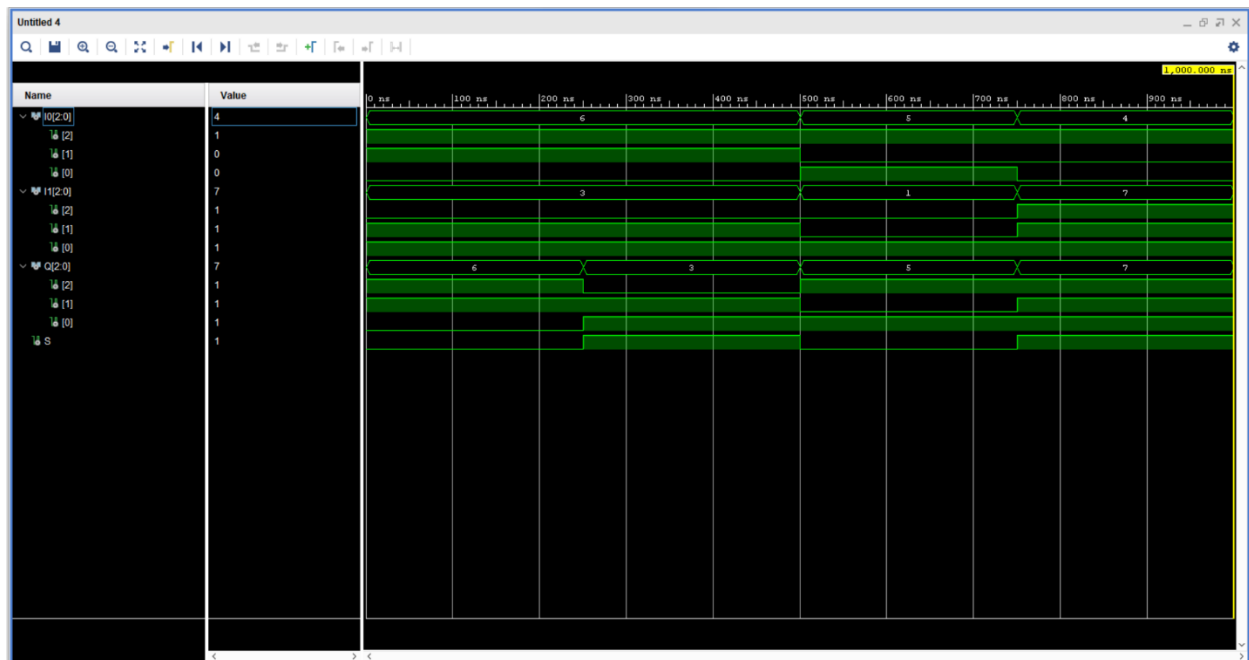 Untitled 4
1,000.000 ns
Name Value
0 ns 100 ns 200 ns 300 ns 400 ns 500 ns 600 ns 700 ns 800 ns 900 ns
I0[2:0] 4 6 5 4
[2] 1
[1] 0
[0] 0
I1[2:0] 7 3 1 7
[2] 1
[1] 1
[0] 1
Q[2:0] 7 6 3 5 7
[2] 1
[1] 1
[0] 1
S 1